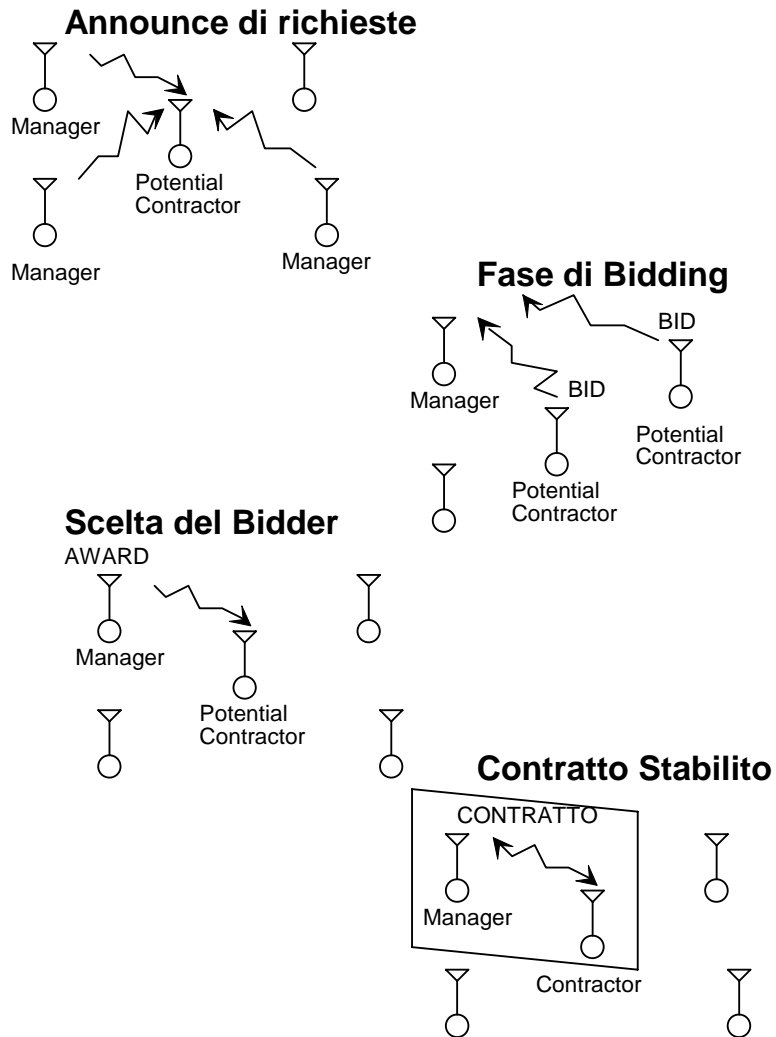 Announce di richieste
Manager
Potential
Contractor
Manager
Manager
Fase di Bidding
BID
Manager
BID
Potential
Contractor
Potential
Contractor
Scelta del Bidder
AWARD
Manager
Potential
Contractor
Contratto Stabilito
CONTRATTO
Manager
Contractor